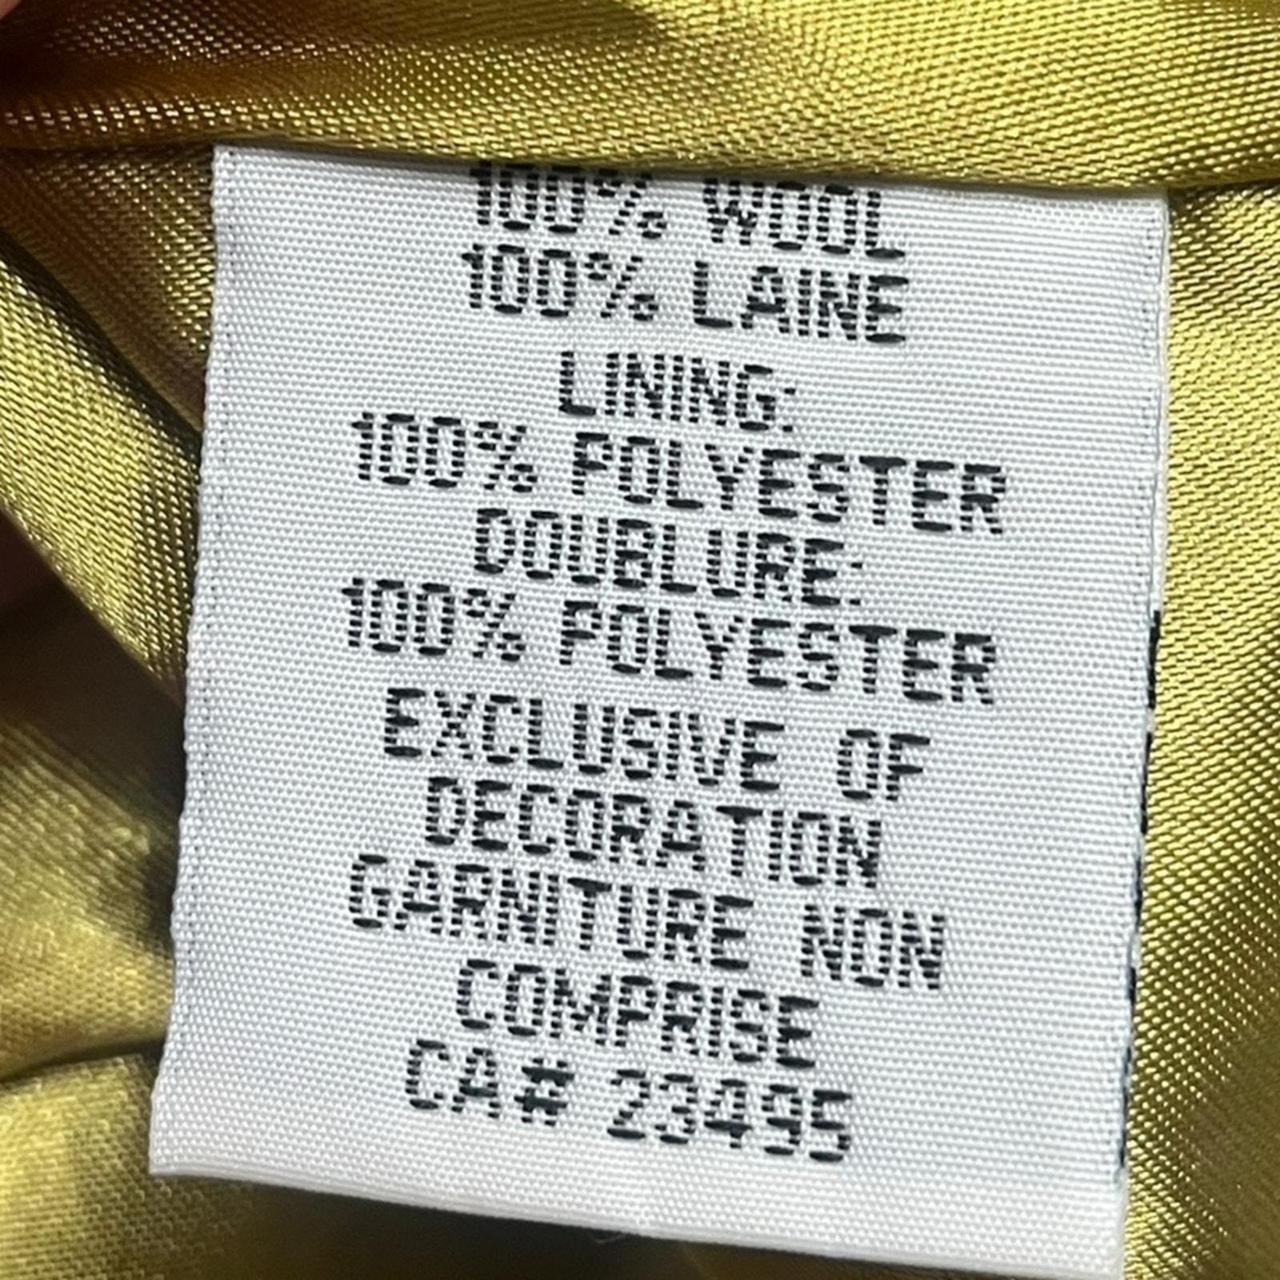 100% WOOL
100% LAINE
LINING:
100% POLYESTER
DOUBLURE:
100% POLYESTER
EXCLUSIVE OF
DECORATION
GARNITURE NON
COMPRISE
CA# 23495